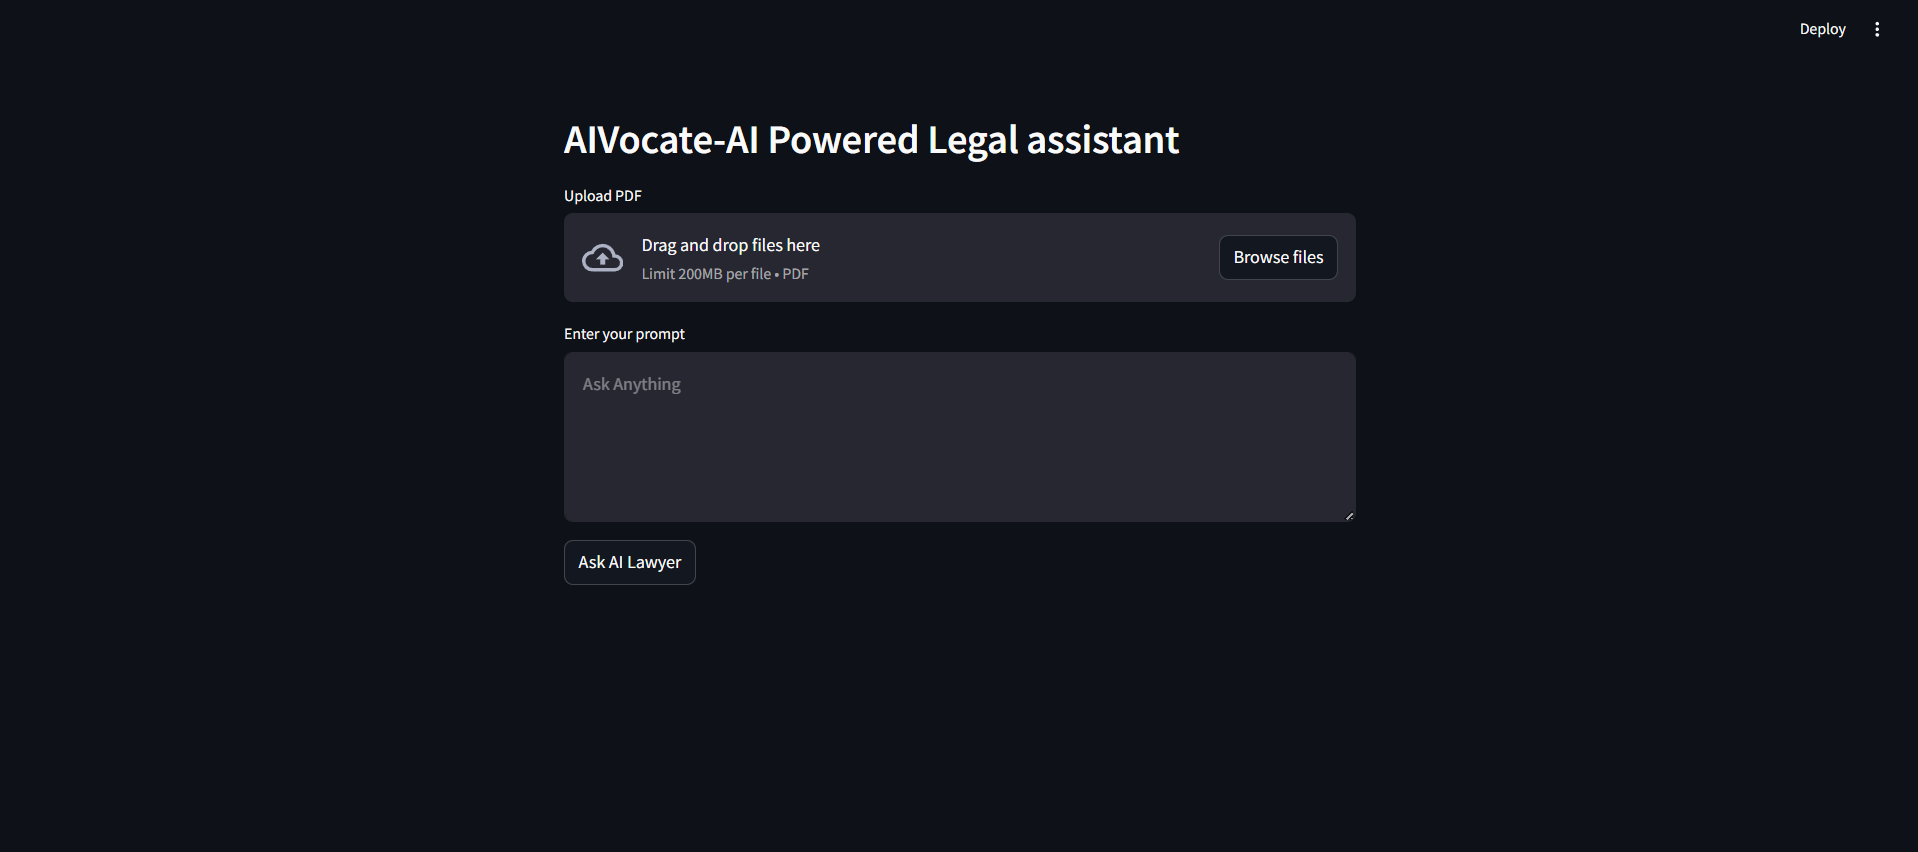 Deploy
AIVocate-AI Powered Legal assistant
Upload PDF
Drag and drop files here
Limit 200MB per file • PDF
Browse files
Enter your prompt
Ask Anything
Ask AI Lawyer